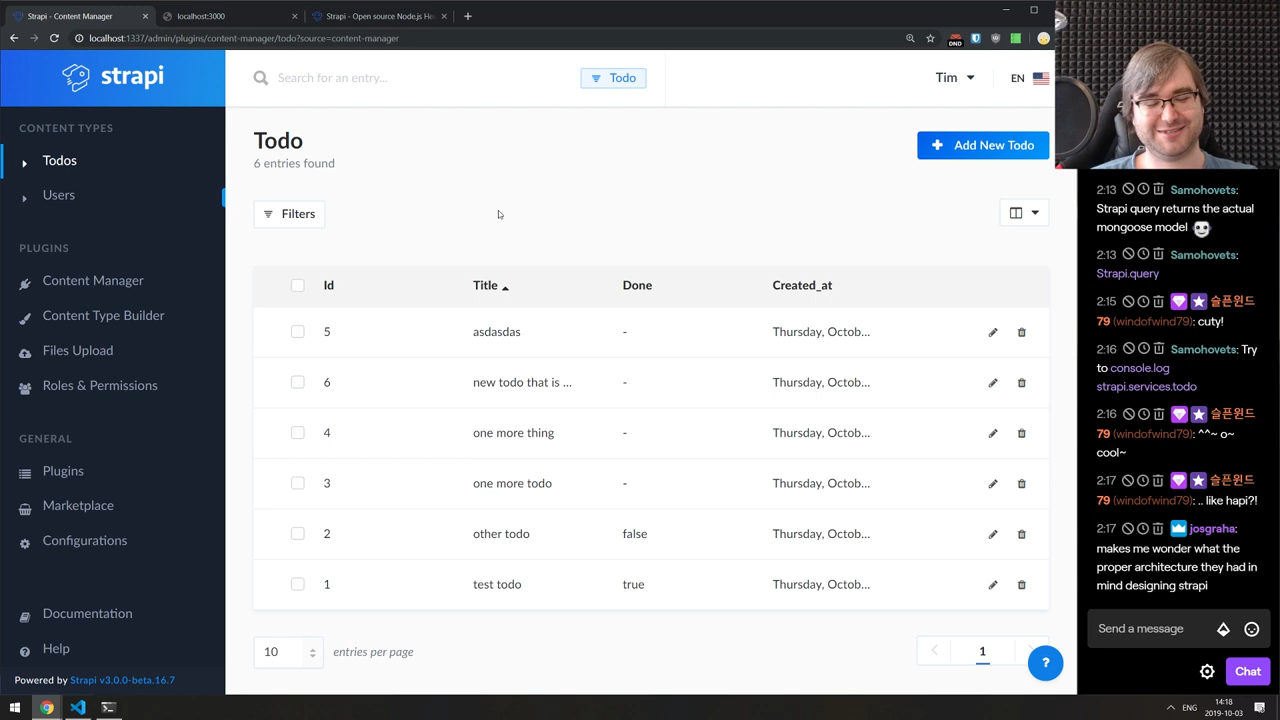 Strapi - Content Manager
localhost:3000
Strapi - Open source Node.js He
localhost:1337/admin/plugins/content-manager/todo?source=content-manager
DND
strapi
Search for an entry...
Todo
Tim
EN
CONTENT TYPES
Todos
Users
PLUGINS
Content Manager
Content Type Builder
Files Upload
Roles & Permissions
GENERAL
Plugins
Marketplace
Configurations
Documentation
Help
Powered by Strapi v3.0.0-beta.16.7
Todo
6 entries found
Add New Todo
Filters
Id Title Done Created_at
5 asdasdas - Thursday, Octob...
6 new todo that is ... - Thursday, Octob...
4 one more thing - Thursday, Octob...
3 one more todo - Thursday, Octob...
2 other todo false Thursday, Octob...
1 test todo true Thursday, Octob...
10 entries per page
1
?
2:13 Samohovets:
Strapi query returns the actual
mongoose model
2:13 Samohovets:
Strapi.query
2:15 슬픈윈드
79 (windofwind79): cuty!
2:16 Samohovets: Try
to console.log
strapi.services.todo
2:16 슬픈윈드
79 (windofwind79): ^^~ o~
cool~
2:17 슬픈윈드
79 (windofwind79): .. like hapi?!
2:17 josgraha:
makes me wonder what the
proper architecture they had in
mind designing strapi
Send a message
Chat
ENG
14:18
2019-10-03